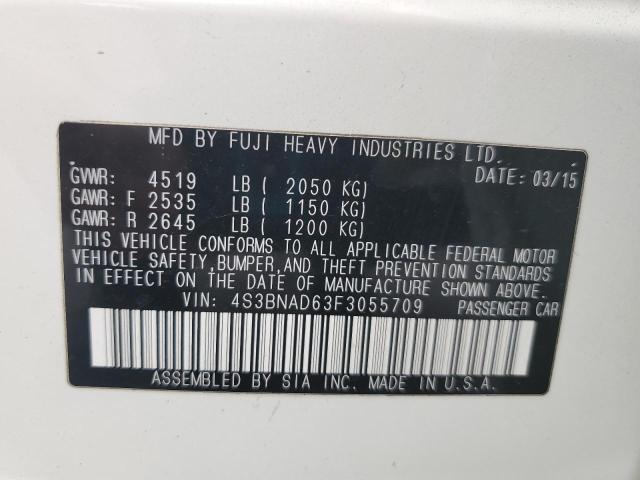 MFD BY FUJI HEAVY INDUSTRIES LTD.
GVWR: 4519 LB ( 2050 KG) DATE: 03/15
GAWR: F 2535 LB ( 1150 KG)
GAWR: R 2645 LB ( 1200 KG)
THIS VEHICLE CONFORMS TO ALL APPLICABLE FEDERAL MOTOR
VEHICLE SAFETY, BUMPER, AND THEFT PREVENTION STANDARDS
IN EFFECT ON THE DATE OF MANUFACTURE SHOWN ABOVE.
VIN: 4S3BNAD63F3055709 PASSENGER CAR
ASSEMBLED BY SIA INC. MADE IN U.S.A.